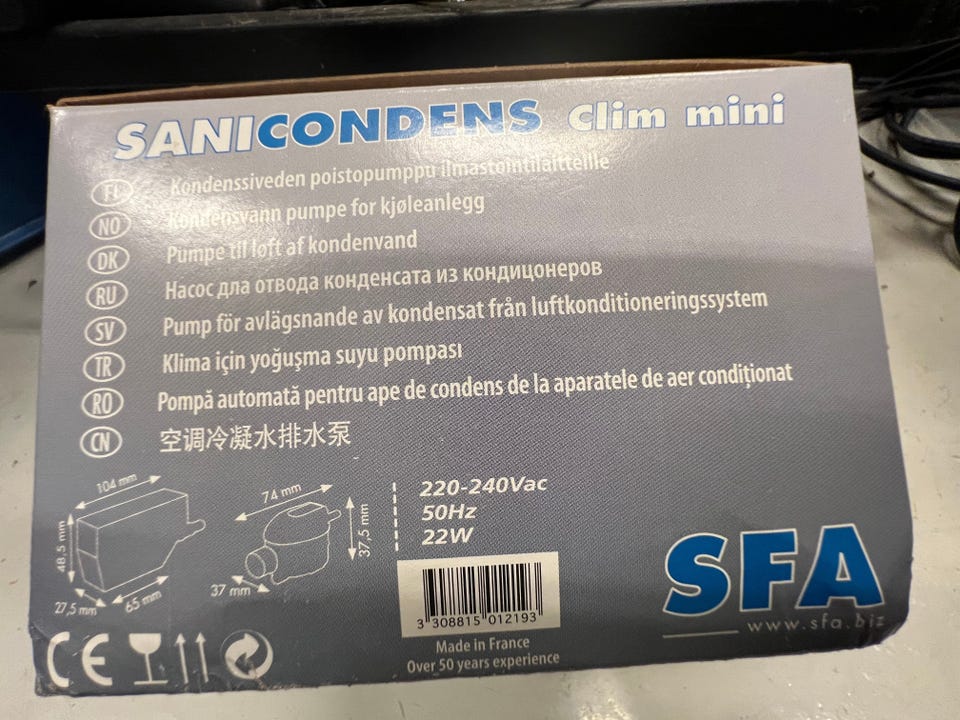 SANICONDENS Clim mini
FI Kondenssiveden poistopumppu ilmastointilaitteille
NO Kondensvann pumpe for kjøleanlegg
DK Pumpe til løft af kondenvand
RU Насос дла отвода конденсата из кондиционеров
SV Pump för avlägsnande av kondensat från luftkonditioneringssystem
TR Klima için yoğuşma suyu pompası
RO Pompă automată pentru ape de condens de la aparatele de aer condiționat
CN 空调冷凝水排水泵
104 mm
48,5 mm
27,5 mm
65 mm
74 mm
37,5 mm
37 mm
220-240Vac
50Hz
22W
3 308815 012193
Made in France
Over 50 years experience
SFA
www.sfa.biz
CE